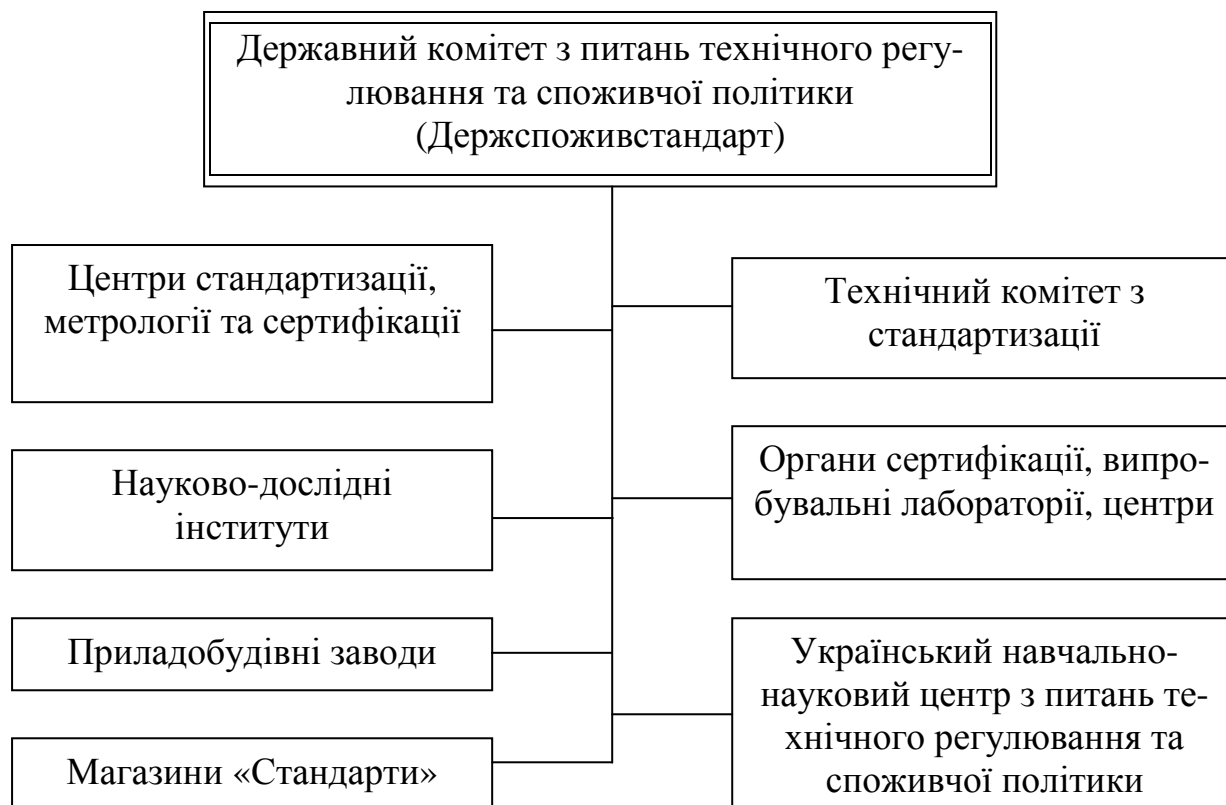 Державний комітет з питань технічного регу-
лювання та споживчої політики
(Держспоживстандарт)
Центри стандартизації,
метрології та сертифікації
Технічний комітет з
стандартизації
Науково-дослідні
інститути
Органи сертифікації, випро-
бувальні лабораторії, центри
Приладобудівні заводи
Український навчально-
науковий центр з питань те-
хнічного регулювання та
споживчої політики
Магазини «Стандарти»